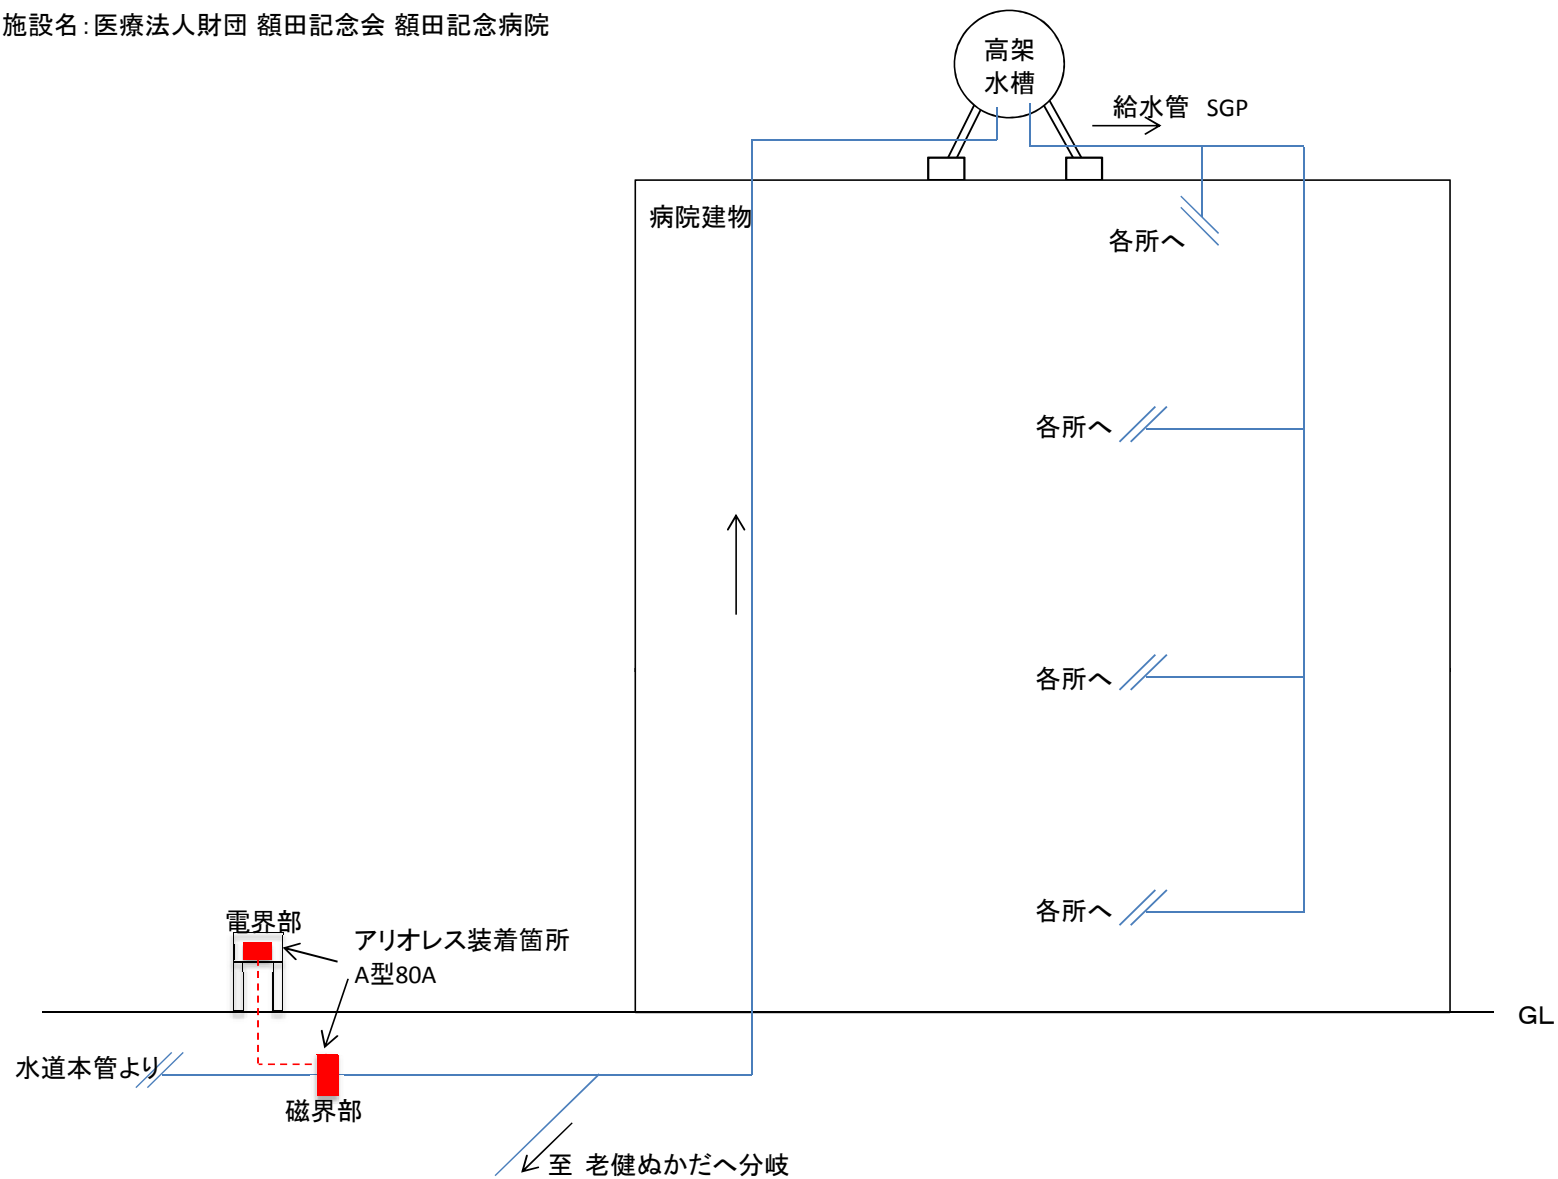 施設名：医療法人財団 額田記念会 額田記念病院
高架
水槽
給水管 SGP
病院建物
各所へ
各所へ
各所へ
各所へ
電界部
アリオレス装着箇所
A型80A
GL
水道本管より
磁界部
至 老健ぬかだへ分岐